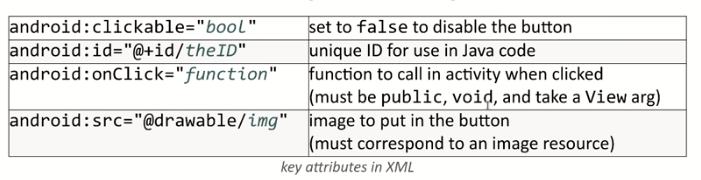 android:clickable="bool" set to false to disable the button
android:id="@+id/theID" unique ID for use in Java code
android:onClick="function" function to call in activity when clicked
(must be public, void, and take a View arg)
android:src="@drawable/img" image to put in the button
(must correspond to an image resource)
key attributes in XML